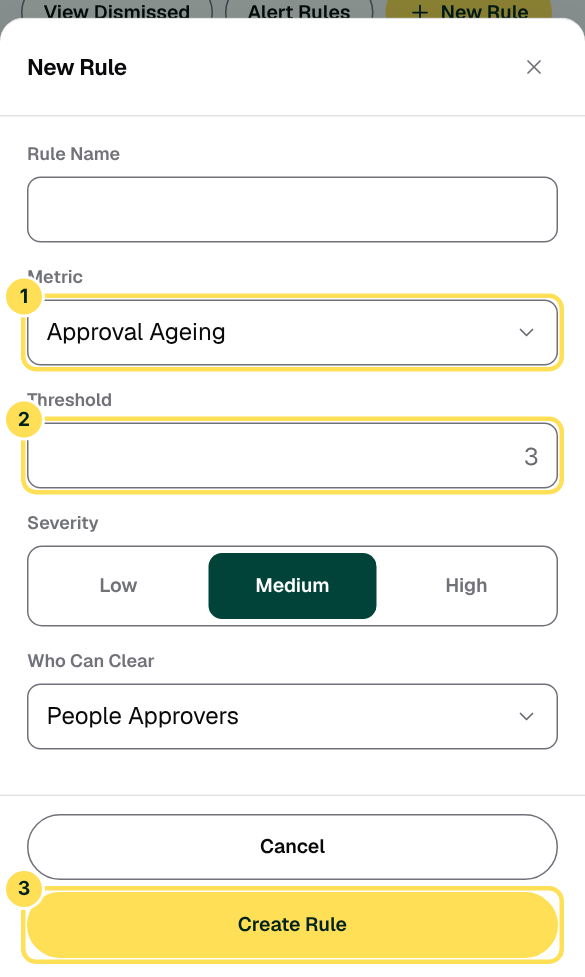 View Dismissed
Alert Rules
+ New Rule
New Rule
Rule Name
Metric
1
Approval Ageing
Threshold
2
3
Severity
Low
Medium
High
Who Can Clear
People Approvers
Cancel
3
Create Rule